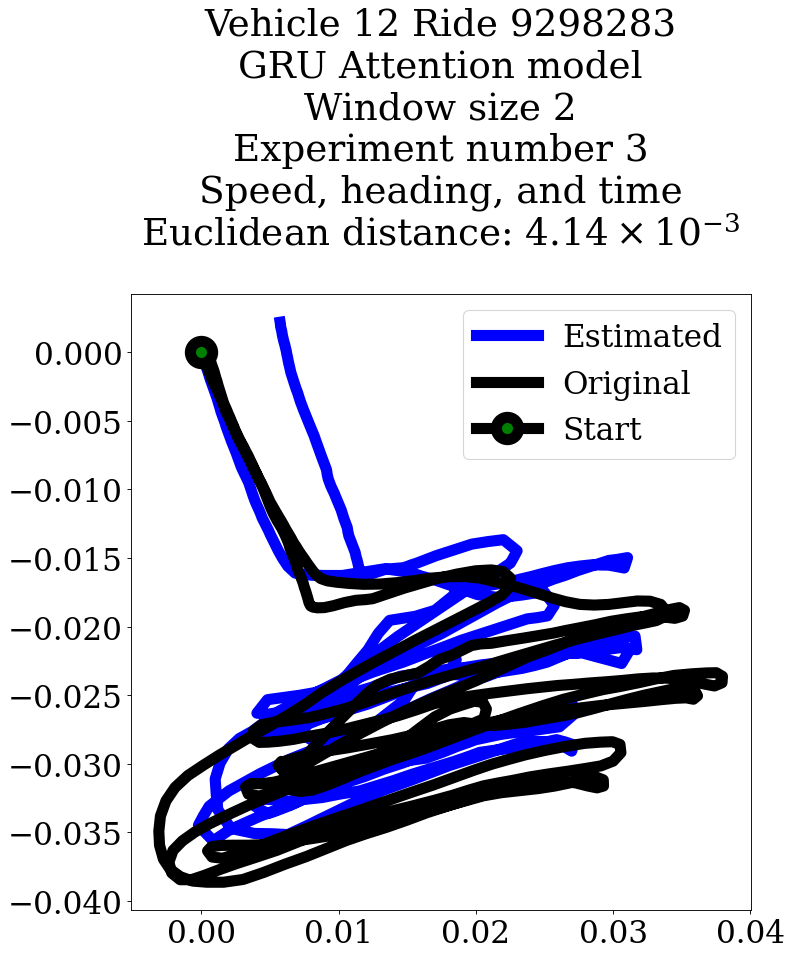 Vehicle 12 Ride 9298283
GRU Attention model
Window size 2
Experiment number 3
Speed, heading, and time
Euclidean distance: 4.14 × 10⁻³
Estimated
Original
Start
0.000
−0.005
−0.010
−0.015
−0.020
−0.025
−0.030
−0.035
−0.040
0.00 0.01 0.02 0.03 0.04